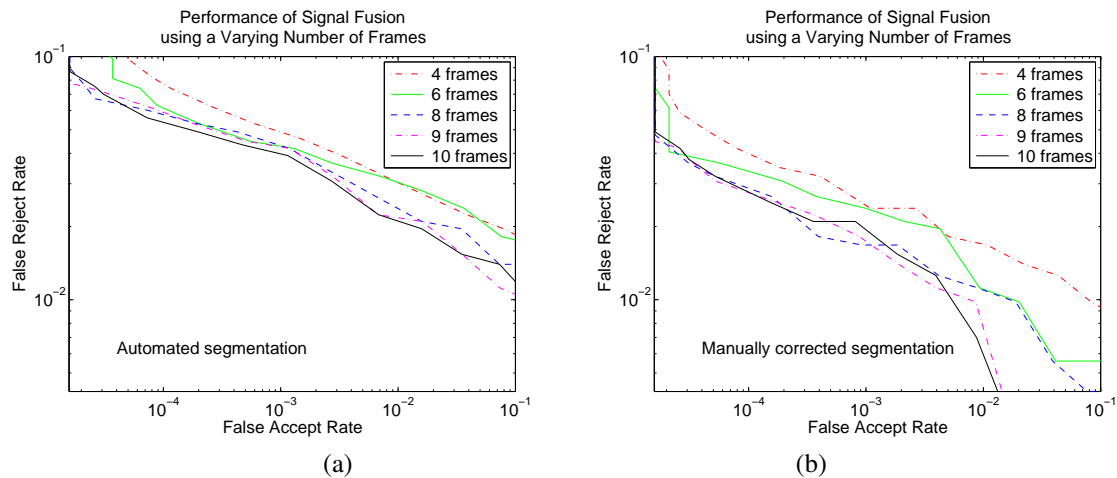 Performance of Signal Fusion
using a Varying Number of Frames
10⁻¹
4 frames
6 frames
8 frames
9 frames
10 frames
False Reject Rate
10⁻²
Automated segmentation
10⁻⁴
10⁻³
10⁻²
10⁻¹
False Accept Rate
(a)
Performance of Signal Fusion
using a Varying Number of Frames
10⁻¹
4 frames
6 frames
8 frames
9 frames
10 frames
False Reject Rate
10⁻²
Manually corrected segmentation
10⁻⁴
10⁻³
10⁻²
10⁻¹
False Accept Rate
(b)